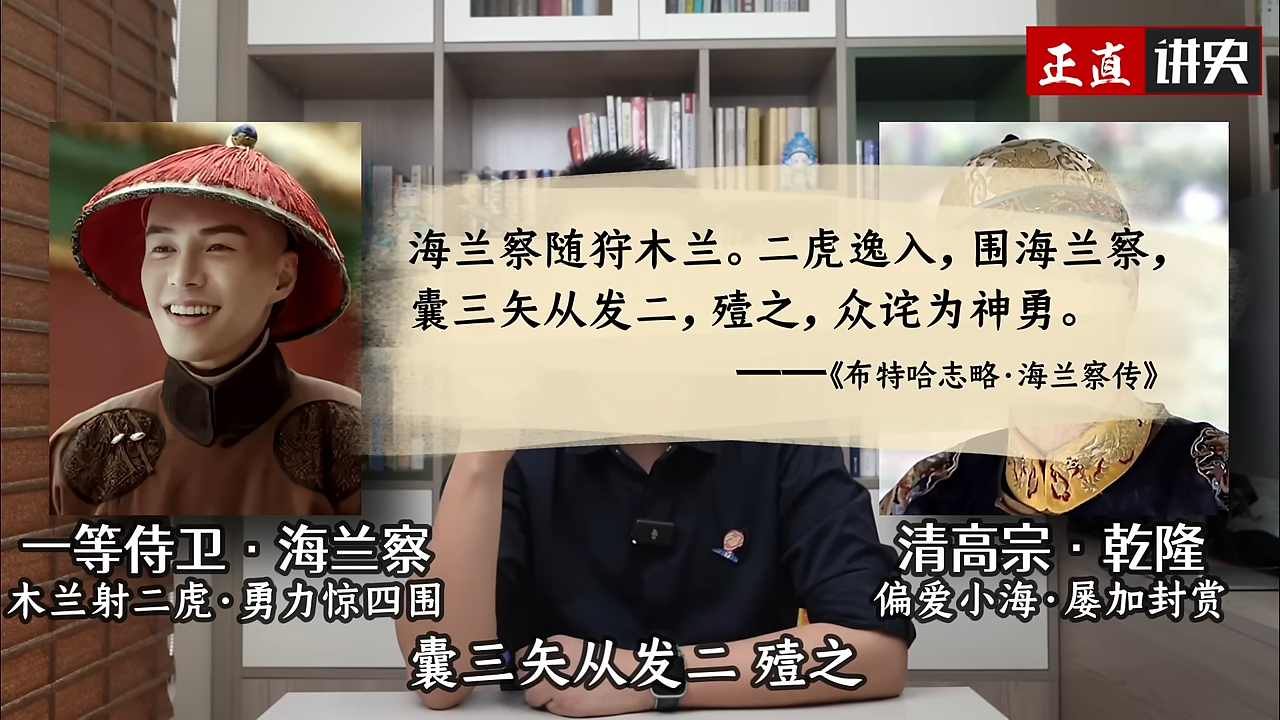 正直讲史
海兰察随狩木兰。二虎逸入，围海兰察，
囊三矢从发二，殪之，众诧为神勇。
——《布特哈志略·海兰察传》
一等侍卫·海兰察
木兰射二虎·勇力惊四围
清高宗·乾隆
偏爱小海·屡加封赏
囊三矢从发二 殪之